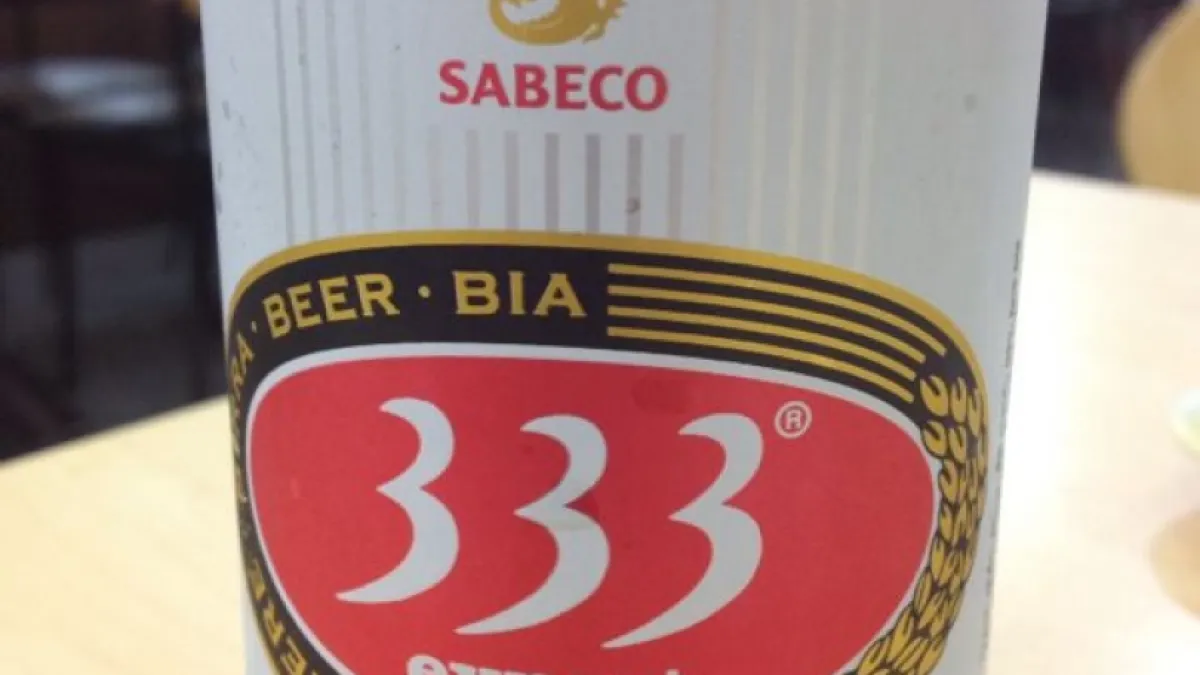 SABECO
BEER · BIA
333®